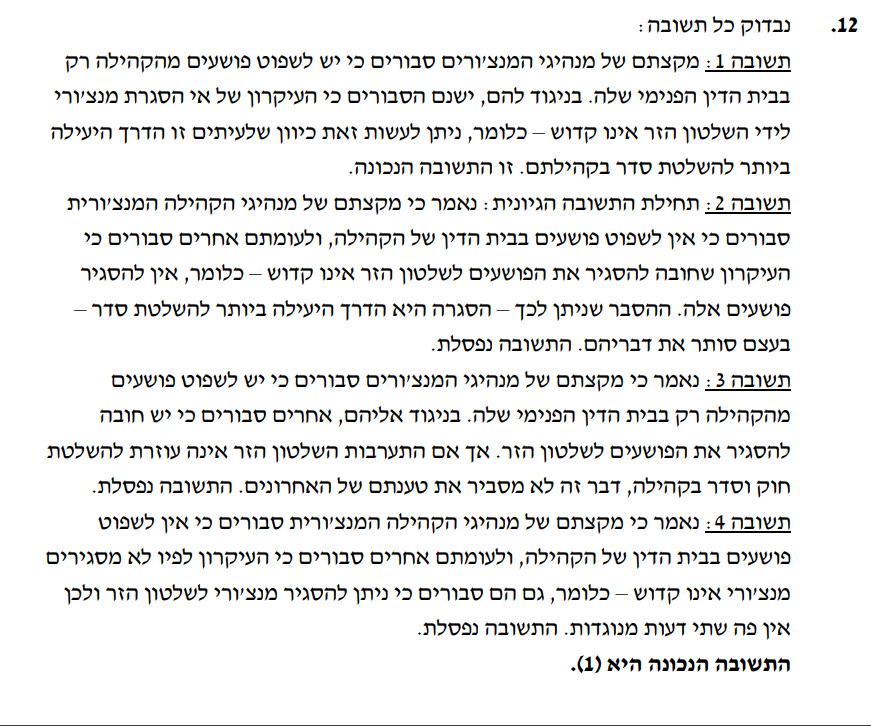 12. נבדוק כל תשובה:
תשובה 1: מקצתם של מנהיגי המנצ'ורים סבורים כי יש לשפוט פושעים מהקהילה רק
בבית הדין הפנימי שלה. בניגוד להם, ישנם הסבורים כי העיקרון של אי הסגרת מנצ'ורי
לידי השלטון הזר אינו קדוש – כלומר, ניתן לעשות זאת כיוון שלעיתים זו הדרך היעילה
ביותר להשלטת סדר בקהילתם. זו התשובה הנכונה.
תשובה 2: תחילת התשובה הגיונית: נאמר כי מקצתם של מנהיגי הקהילה המנצ'ורית
סבורים כי אין לשפוט פושעים בבית הדין של הקהילה, ולעומתם אחרים סבורים כי
העיקרון שחובה להסגיר את הפושעים לשלטון הזר אינו קדוש – כלומר, אין להסגיר
פושעים אלה. ההסבר שניתן לכך – הסגרה היא הדרך היעילה ביותר להשלטת סדר –
בעצם סותר את דבריהם. התשובה נפסלת.
תשובה 3: נאמר כי מקצתם של מנהיגי המנצ'ורים סבורים כי יש לשפוט פושעים
מהקהילה רק בבית הדין הפנימי שלה. בניגוד אליהם, אחרים סבורים כי יש חובה
להסגיר את הפושעים לשלטון הזר. אך אם התערבות השלטון הזר אינה עוזרת להשלטת
חוק וסדר בקהילה, דבר זה לא מסביר את טענתם של האחרונים. התשובה נפסלת.
תשובה 4: נאמר כי מקצתם של מנהיגי הקהילה המנצ'ורית סבורים כי אין לשפוט
פושעים בבית הדין של הקהילה, ולעומתם אחרים סבורים כי העיקרון לפיו לא מסגירים
מנצ'ורי אינו קדוש – כלומר, גם הם סבורים כי ניתן להסגיר מנצ'ורי לשלטון הזר ולכן
אין פה שתי דעות מנוגדות. התשובה נפסלת.
התשובה הנכונה היא (1).